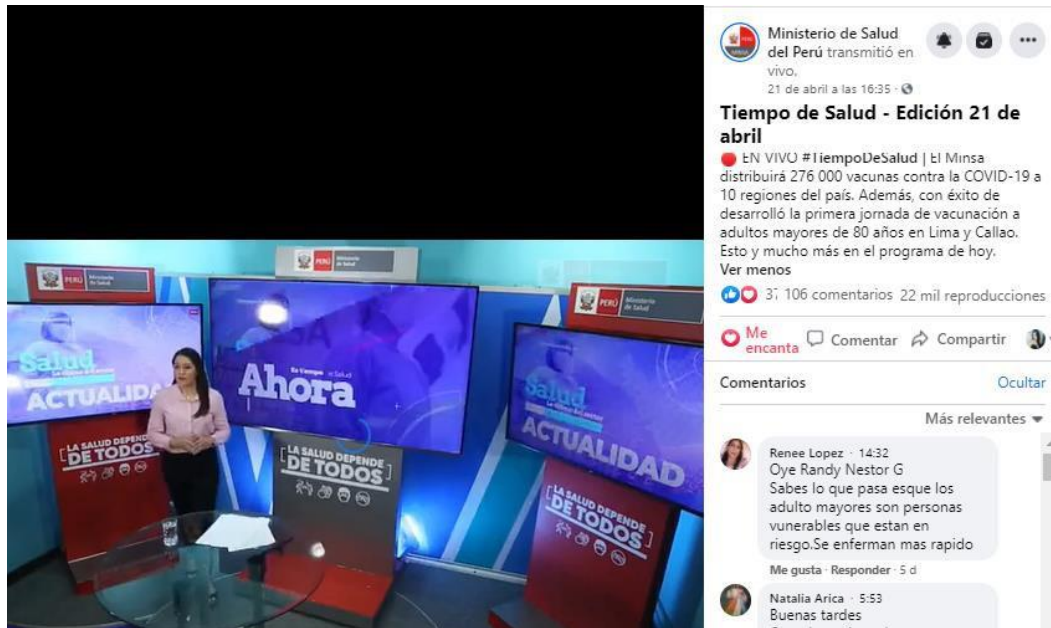 PERÚ
Ministerio
de Salud
PERÚ
Ministerio
de Salud
PERÚ
Ministerio
de Salud
Salud
ACTUALIDAD
En tiempo de Salud
Ahora
Salud
ACTUALIDAD
LA SALUD DEPENDE
DE TODOS
LA SALUD DEPENDE
DE TODOS
LA SALUD DEPENDE
DE TODOS
Ministerio de Salud
del Perú transmitió en
vivo.
21 de abril a las 16:35 ·
Tiempo de Salud - Edición 21 de
abril
EN VIVO #TiempoDeSalud | El Minsa
distribuirá 276 000 vacunas contra la COVID-19 a
10 regiones del país. Además, con éxito de
desarrolló la primera jornada de vacunación a
adultos mayores de 80 años en Lima y Callao.
Esto y mucho más en el programa de hoy.
Ver menos
106 comentarios 22 mil reproducciones
Me
encanta
Comentar
Compartir
Comentarios
Ocultar
Más relevantes
Renee Lopez · 14:32
Oye Randy Nestor G
Sabes lo que pasa esque los
adulto mayores son personas
vunerables que estan en
riesgo.Se enferman mas rapido
Me gusta · Responder · 5 d
Natalia Arica · 5:53
Buenas tardes